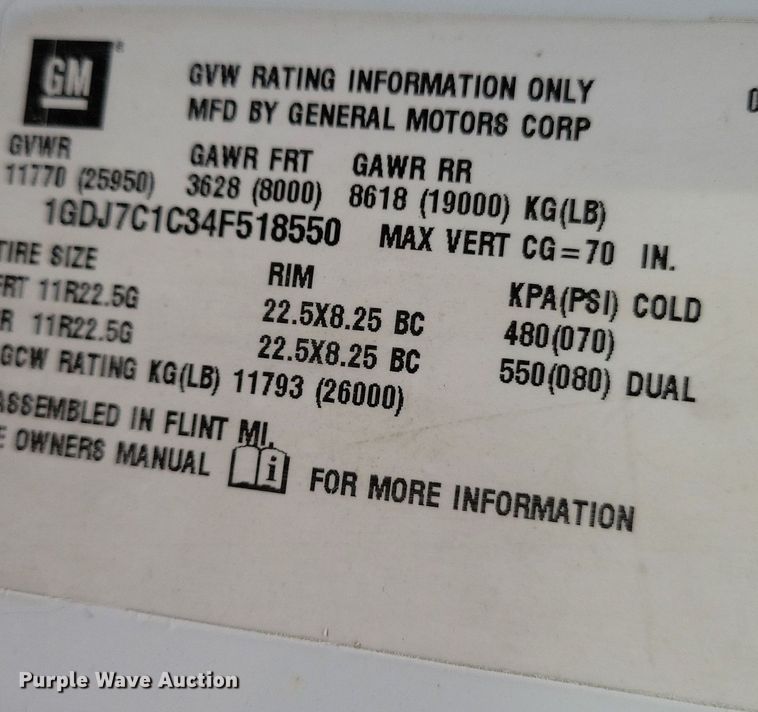 GM®
GVW RATING INFORMATION ONLY
MFD BY GENERAL MOTORS CORP
GVWR GAWR FRT GAWR RR
11770 (25950) 3628 (8000) 8618 (19000) KG(LB)
1GDJ7C1C34F518550 MAX VERT CG=70 IN.
TIRE SIZE RIM KPA(PSI) COLD
FRT 11R22.5G 22.5X8.25 BC 480(070)
R 11R22.5G 22.5X8.25 BC 550(080) DUAL
GCW RATING KG(LB) 11793 (26000)
ASSEMBLED IN FLINT MI.
E OWNERS MANUAL i FOR MORE INFORMATION
Purple Wave Auction